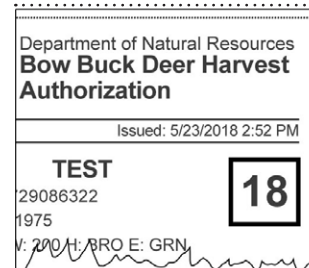 Department of Natural Resources
Bow Buck Deer Harvest
Authorization
Issued: 5/23/2018 2:52 PM
TEST
18
29086322
1975
W: 200 H: BRO E: GRN